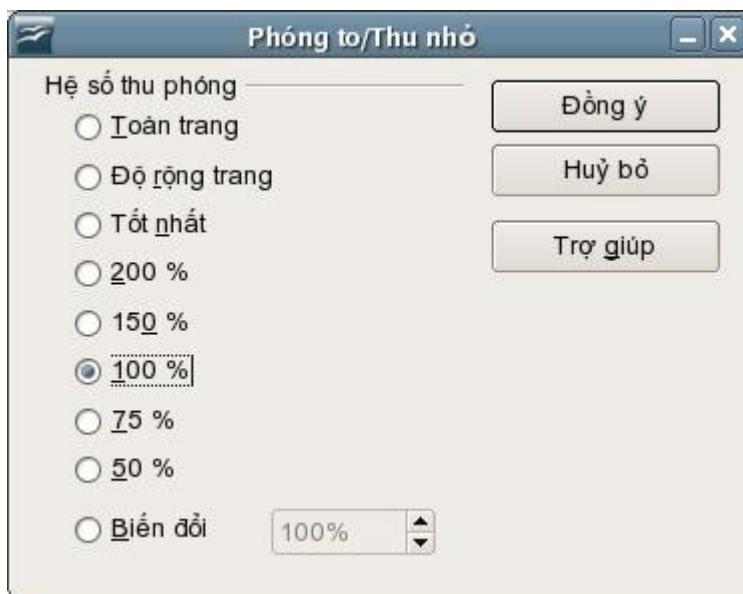 Phóng to/Thu nhỏ
Hệ số thu phóng
Toàn trang
Độ rộng trang
Tốt nhất
200 %
150 %
100 %
75 %
50 %
Biến đổi 100%
Đồng ý
Huỷ bỏ
Trợ giúp